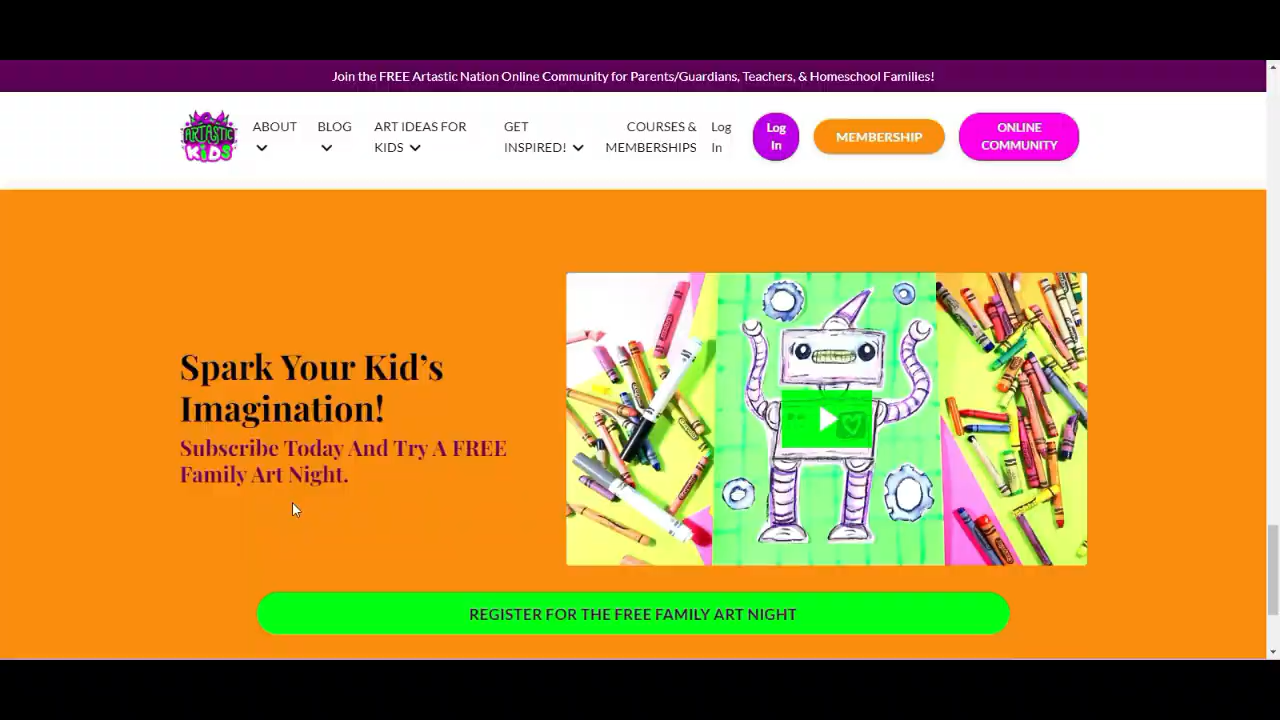 Join the FREE Artastic Nation Online Community for Parents/Guardians, Teachers, & Homeschool Families!
ARTASTIC
KIDS
ABOUT
BLOG
ART IDEAS FOR
KIDS
GET
INSPIRED!
COURSES &
MEMBERSHIPS
Log
In
Log
In
MEMBERSHIP
ONLINE
COMMUNITY
Spark Your Kid’s
Imagination!
Subscribe Today And Try A FREE
Family Art Night.
REGISTER FOR THE FREE FAMILY ART NIGHT